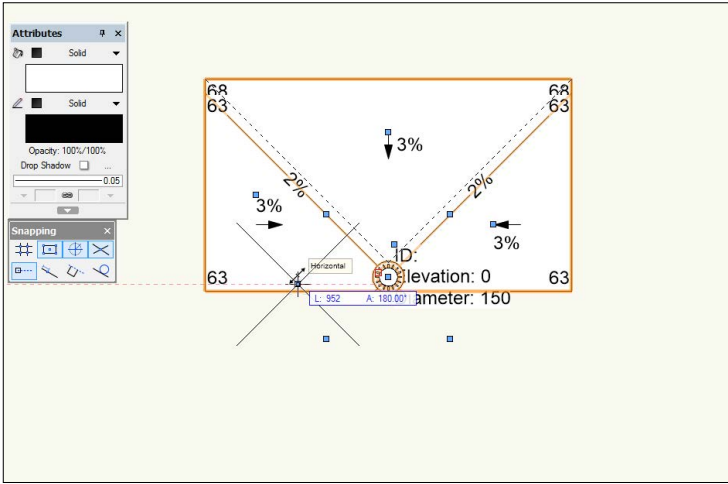 Attributes
Solid
Solid
Opacity: 100%/100%
Drop Shadow ...
0.05
Snapping
68
63
68
63
3%
2%
2%
3%
3%
Horizontal
ID:
levation: 0
63
63
L: 952 A: 180.00°
ameter: 150